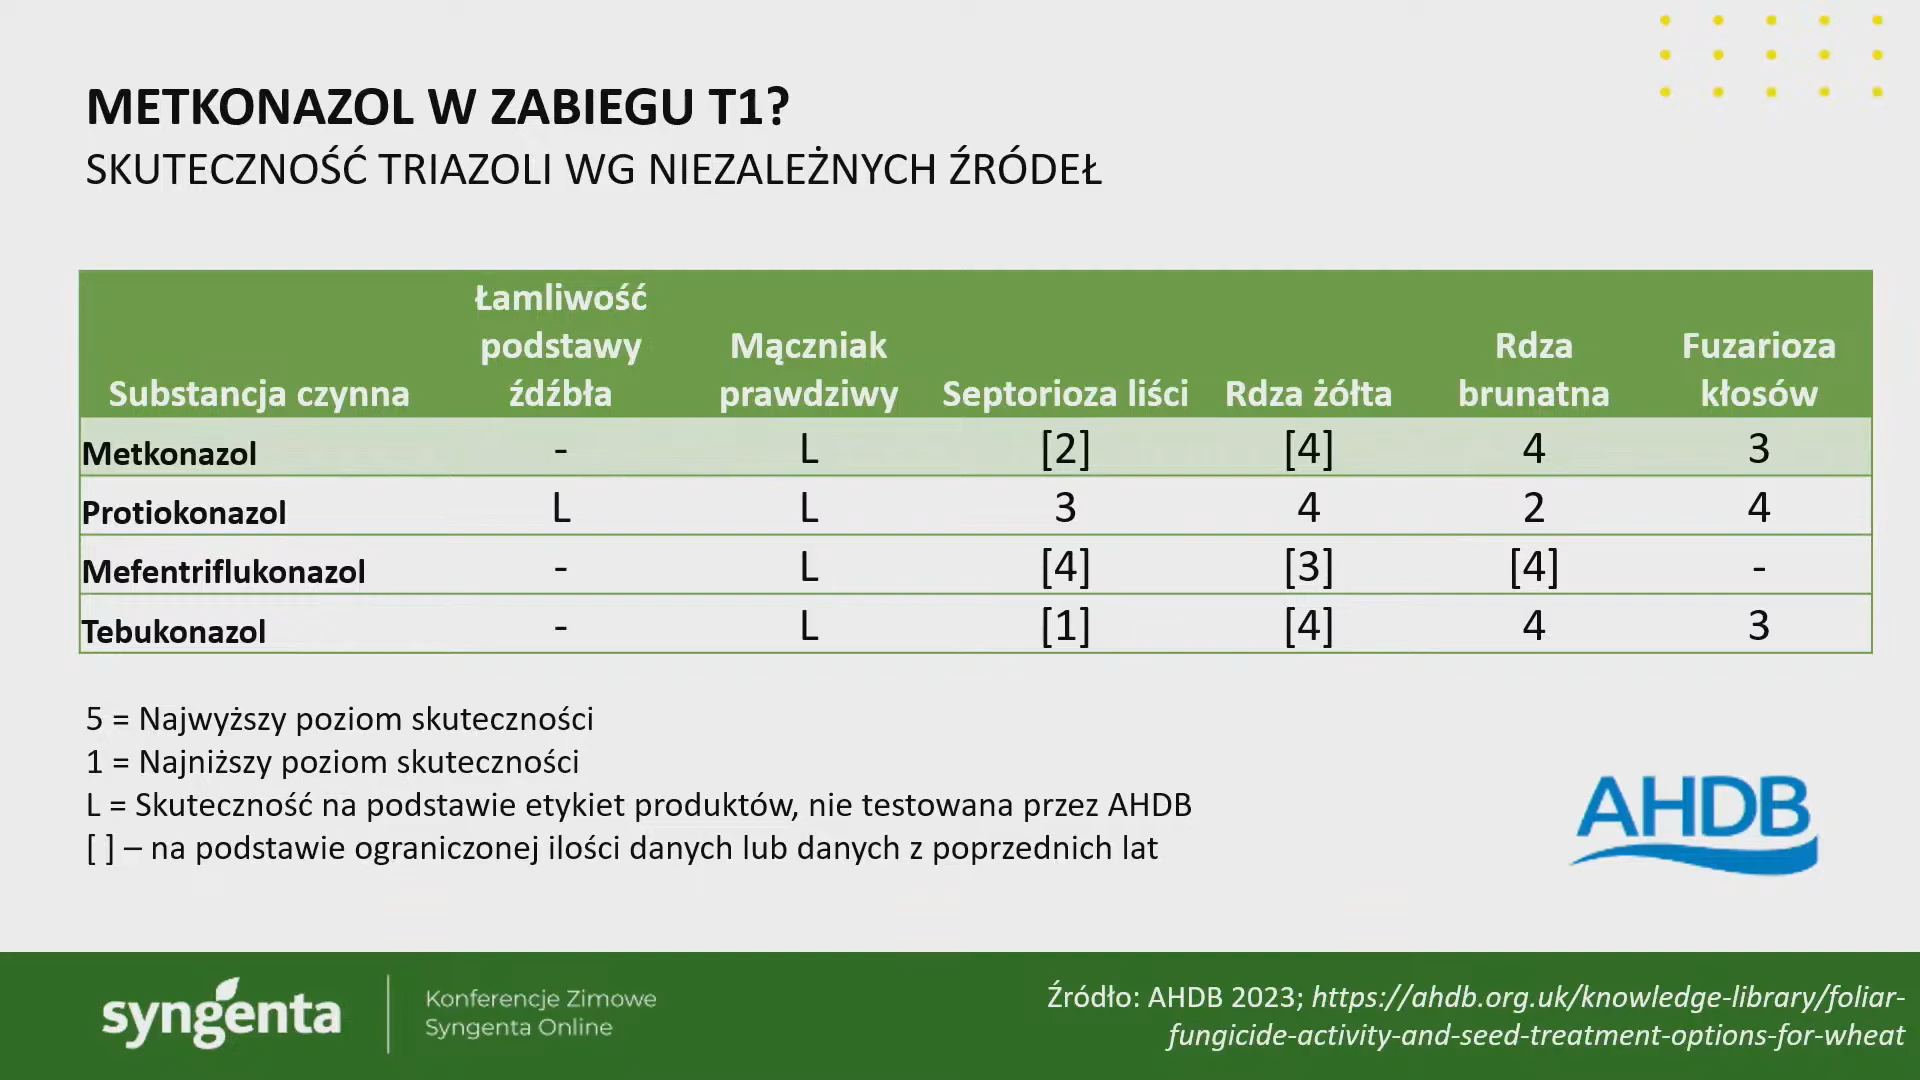 METKONAZOL W ZABIEGU T1?
SKUTECZNOŚĆ TRIAZOLI WG NIEZALEŻNYCH ŹRÓDEŁ
Substancja czynna Łamliwość podstawy źdźbła Mączniak prawdziwy Septorioza liści Rdza żółta Rdza brunatna Fuzarioza kłosów
Metkonazol - L [2] [4] 4 3
Protiokonazol L L 3 4 2 4
Mefentriflukonazol - L [4] [3] [4] -
Tebukonazol - L [1] [4] 4 3
5 = Najwyższy poziom skuteczności
1 = Najniższy poziom skuteczności
L = Skuteczność na podstawie etykiet produktów, nie testowana przez AHDB
[ ] – na podstawie ograniczonej ilości danych lub danych z poprzednich lat
AHDB
syngenta
Konferencje Zimowe
Syngenta Online
Źródło: AHDB 2023; https://ahdb.org.uk/knowledge-library/foliar-
fungicide-activity-and-seed-treatment-options-for-wheat